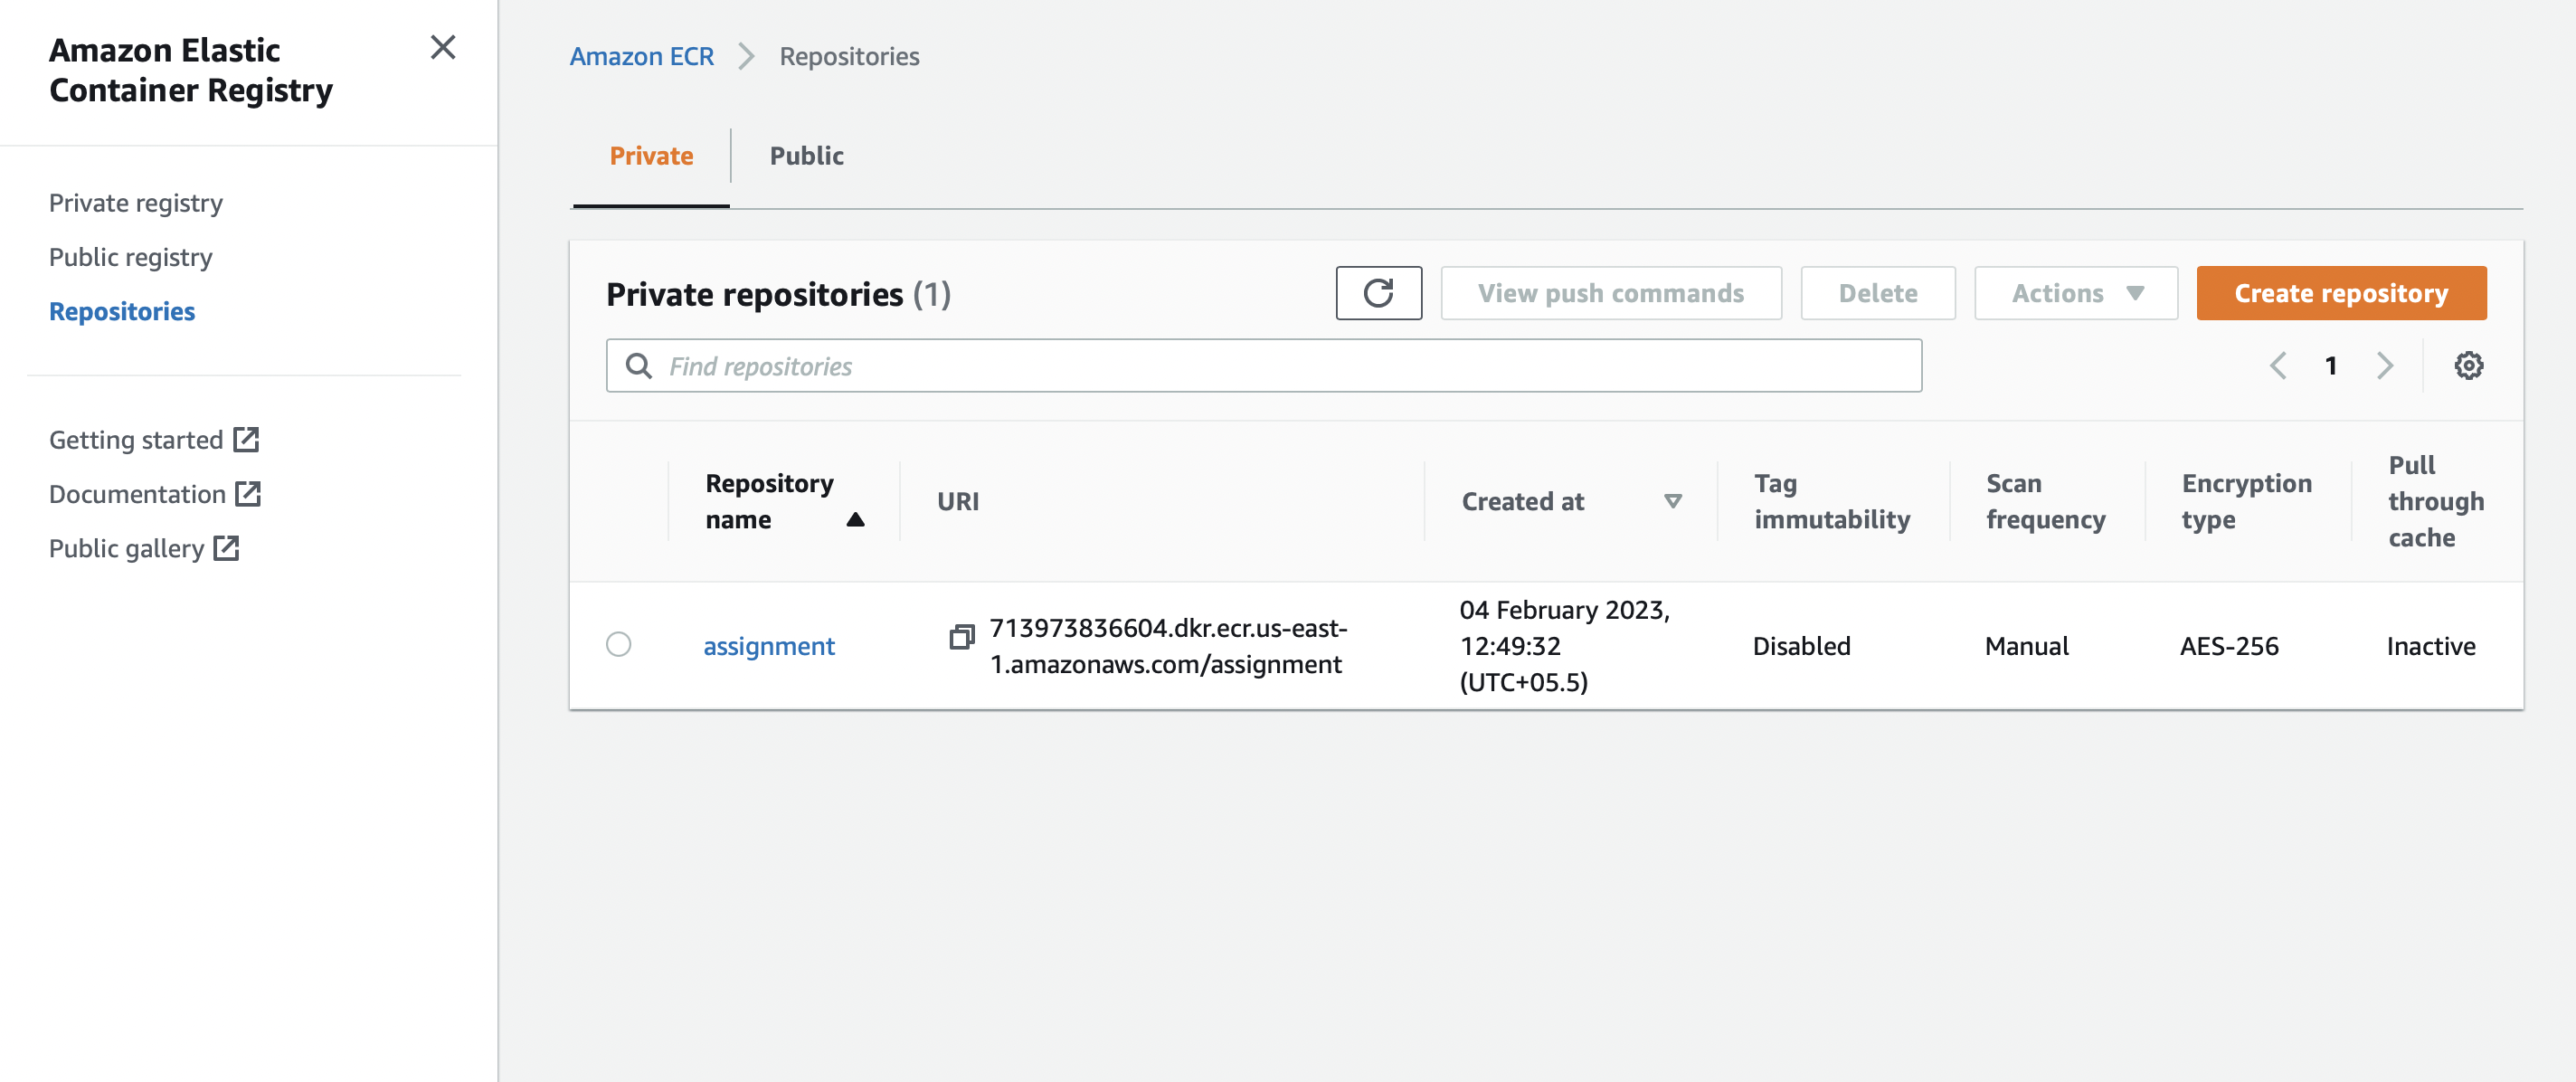 Amazon Elastic
Container Registry
Private registry
Public registry
Repositories
Getting started
Documentation
Public gallery
Amazon ECR
Repositories
Private
Public
Private repositories (1)
View push commands
Delete
Actions
Create repository
Find repositories
1
Repository
name
URI
Created at
Tag
immutability
Scan
frequency
Encryption
type
Pull
through
cache
assignment
713973836604.dkr.ecr.us-east-
1.amazonaws.com/assignment
04 February 2023,
12:49:32
(UTC+05.5)
Disabled
Manual
AES-256
Inactive